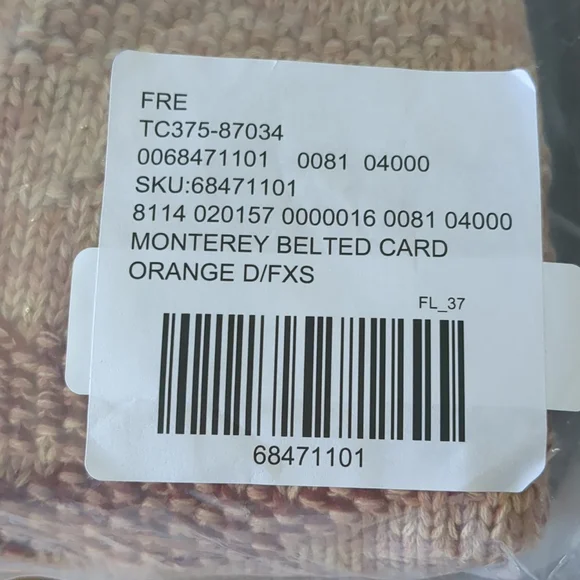 FRE
TC375-87034
0068471101 0081 04000
SKU:68471101
8114 020157 0000016 0081 04000
MONTEREY BELTED CARD
ORANGE D/FXS
FL_37
68471101